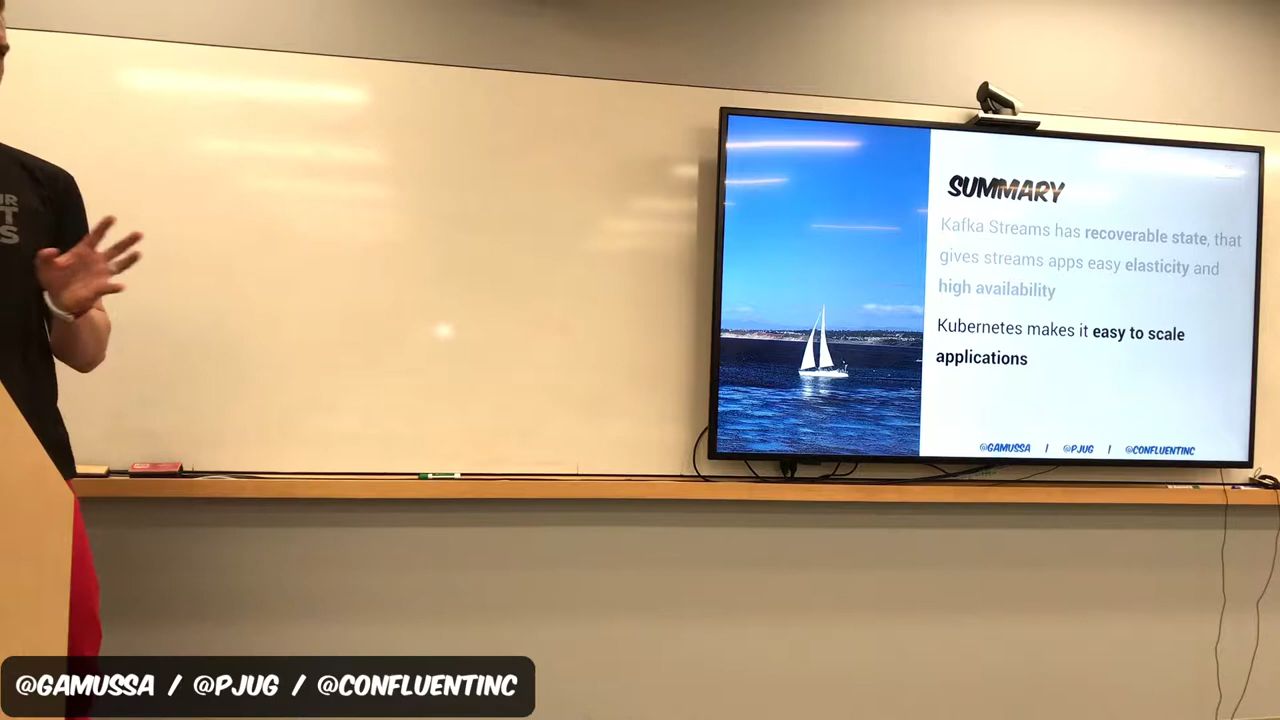 SUMMARY
Kafka Streams has recoverable state, that
gives streams apps easy elasticity and
high availability
Kubernetes makes it easy to scale
applications
@GAMUSSA / @PJUG / @CONFLUENTINC
@GAMUSSA / @PJUG / @CONFLUENTINC